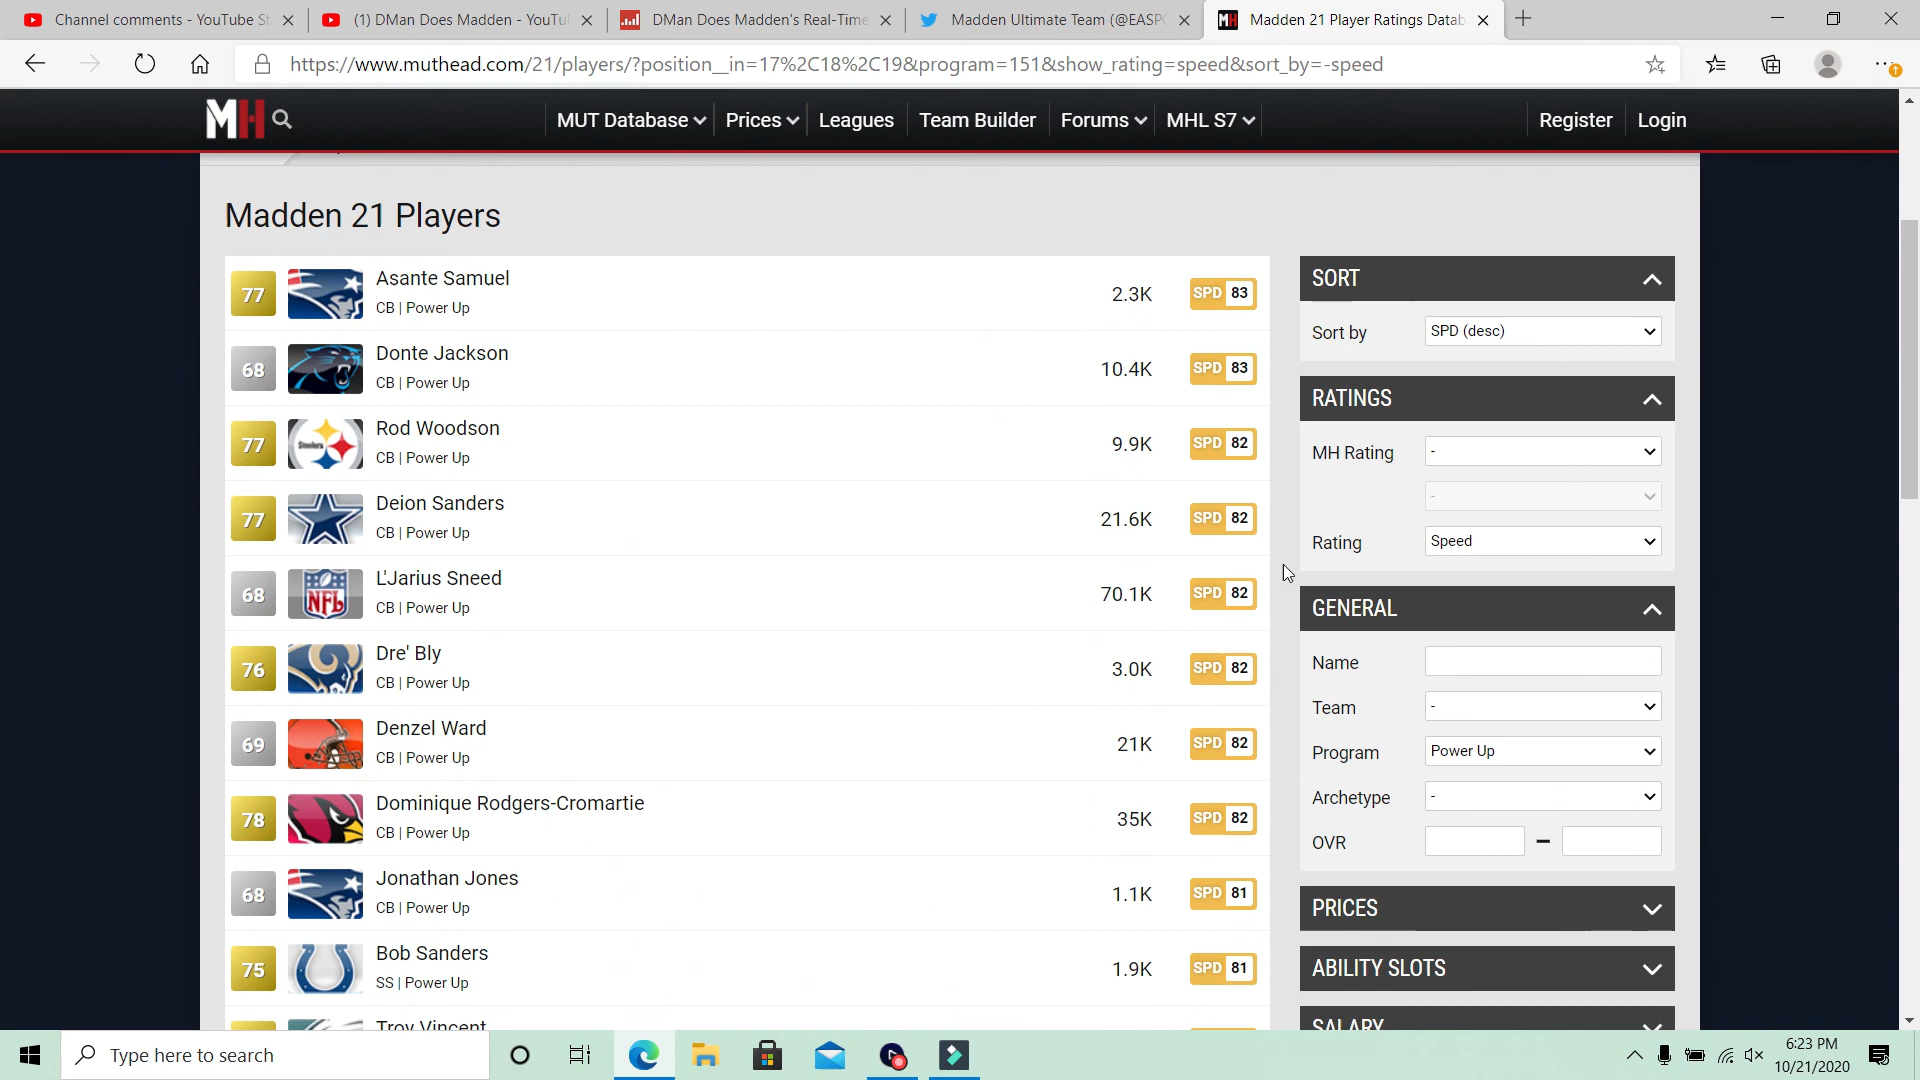 Channel comments - YouTube St
(1) DMan Does Madden - YouTu
DMan Does Madden's Real-Time
Madden Ultimate Team (@EASPO
MH Madden 21 Player Ratings Datab
https://www.muthead.com/21/players/?position__in=17%2C18%2C19&program=151&show_rating=speed&sort_by=-speed
MH
MUT Database
Prices
Leagues
Team Builder
Forums
MHL S7
Register
Login
Madden 21 Players
77 Asante Samuel 2.3K SPD 83
CB | Power Up
68 Donte Jackson 10.4K SPD 83
CB | Power Up
77 Steelers Rod Woodson 9.9K SPD 82
CB | Power Up
77 Deion Sanders 21.6K SPD 82
CB | Power Up
68 NFL L'Jarius Sneed 70.1K SPD 82
CB | Power Up
76 Dre' Bly 3.0K SPD 82
CB | Power Up
69 Denzel Ward 21K SPD 82
CB | Power Up
78 Dominique Rodgers-Cromartie 35K SPD 82
CB | Power Up
68 Jonathan Jones 1.1K SPD 81
CB | Power Up
75 Bob Sanders 1.9K SPD 81
SS | Power Up
Troy Vincent
SORT
Sort by SPD (desc)
RATINGS
MH Rating -
-
Rating Speed
GENERAL
Name
Team -
Program Power Up
Archetype -
OVR
PRICES
ABILITY SLOTS
SALARY
Type here to search
6:23 PM
10/21/2020